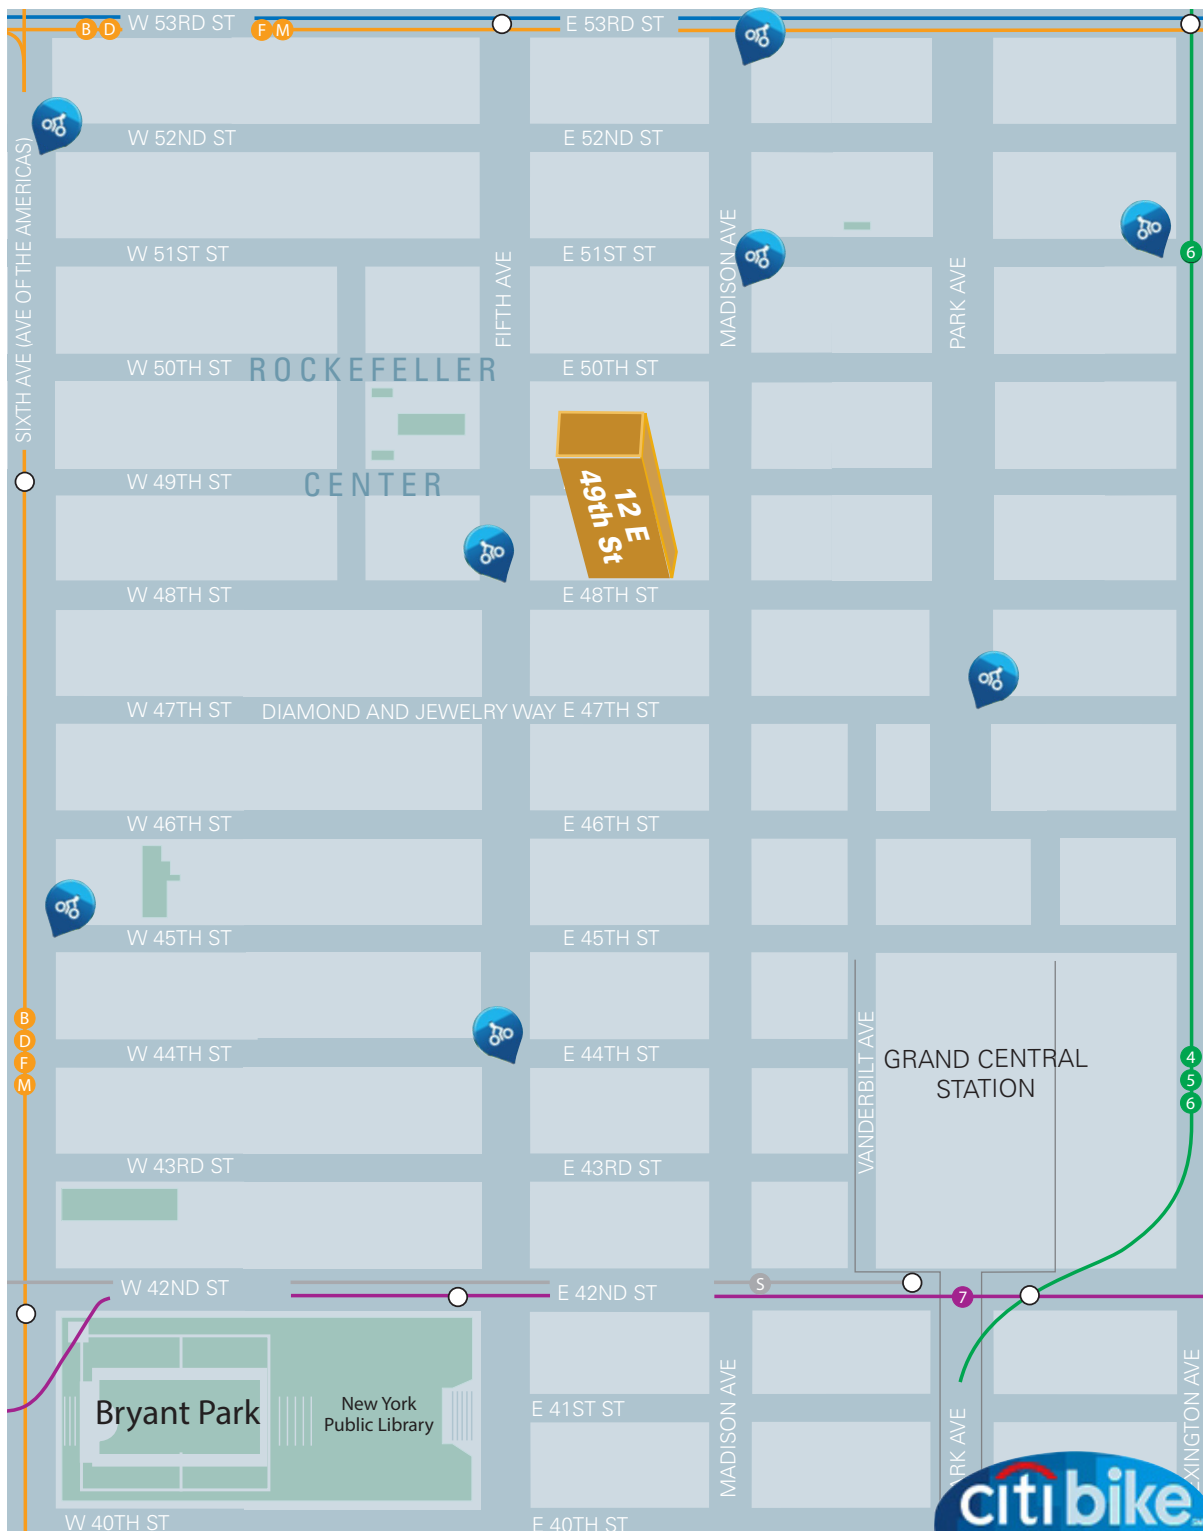 W 53RD ST
E 53RD ST
B
D
F
M
W 52ND ST
E 52ND ST
SIXTH AVE (AVE OF THE AMERICAS)
W 51ST ST
E 51ST ST
6
FIFTH AVE
MADISON AVE
PARK AVE
W 50TH ST
ROCKEFELLER
E 50TH ST
W 49TH ST
CENTER
12 E
49th St
W 48TH ST
E 48TH ST
W 47TH ST
DIAMOND AND JEWELRY WAY
E 47TH ST
W 46TH ST
E 46TH ST
W 45TH ST
E 45TH ST
B
D
F
M
W 44TH ST
E 44TH ST
VANDERBILT AVE
GRAND CENTRAL
STATION
4
5
6
W 43RD ST
E 43RD ST
W 42ND ST
E 42ND ST
S
7
Bryant Park
New York
Public Library
E 41ST ST
MADISON AVE
ARK AVE
EXINGTON AVE
W 40TH ST
E 40TH ST
citi bike